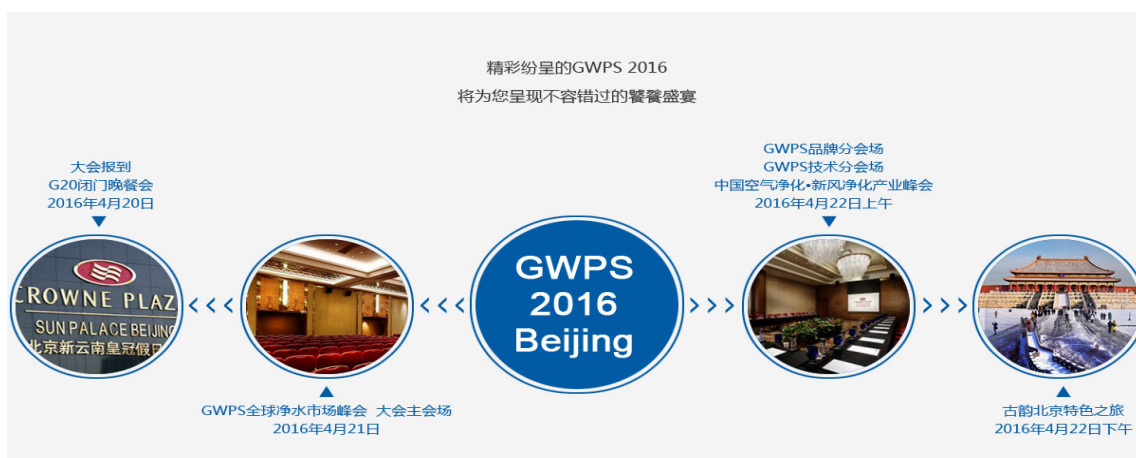 精彩纷呈的GWPS 2016
将为您呈现不容错过的饕餮盛宴
大会报到
G20闭门晚餐会
2016年4月20日
CROWNE PLAZ
SUN PALACE BEIJING
北京新云南皇冠假日
GWPS全球净水市场峰会 大会主会场
2016年4月21日
GWPS
2016
Beijing
GWPS品牌分会场
GWPS技术分会场
中国空气净化•新风净化产业峰会
2016年4月22日上午
古韵北京特色之旅
2016年4月22日下午